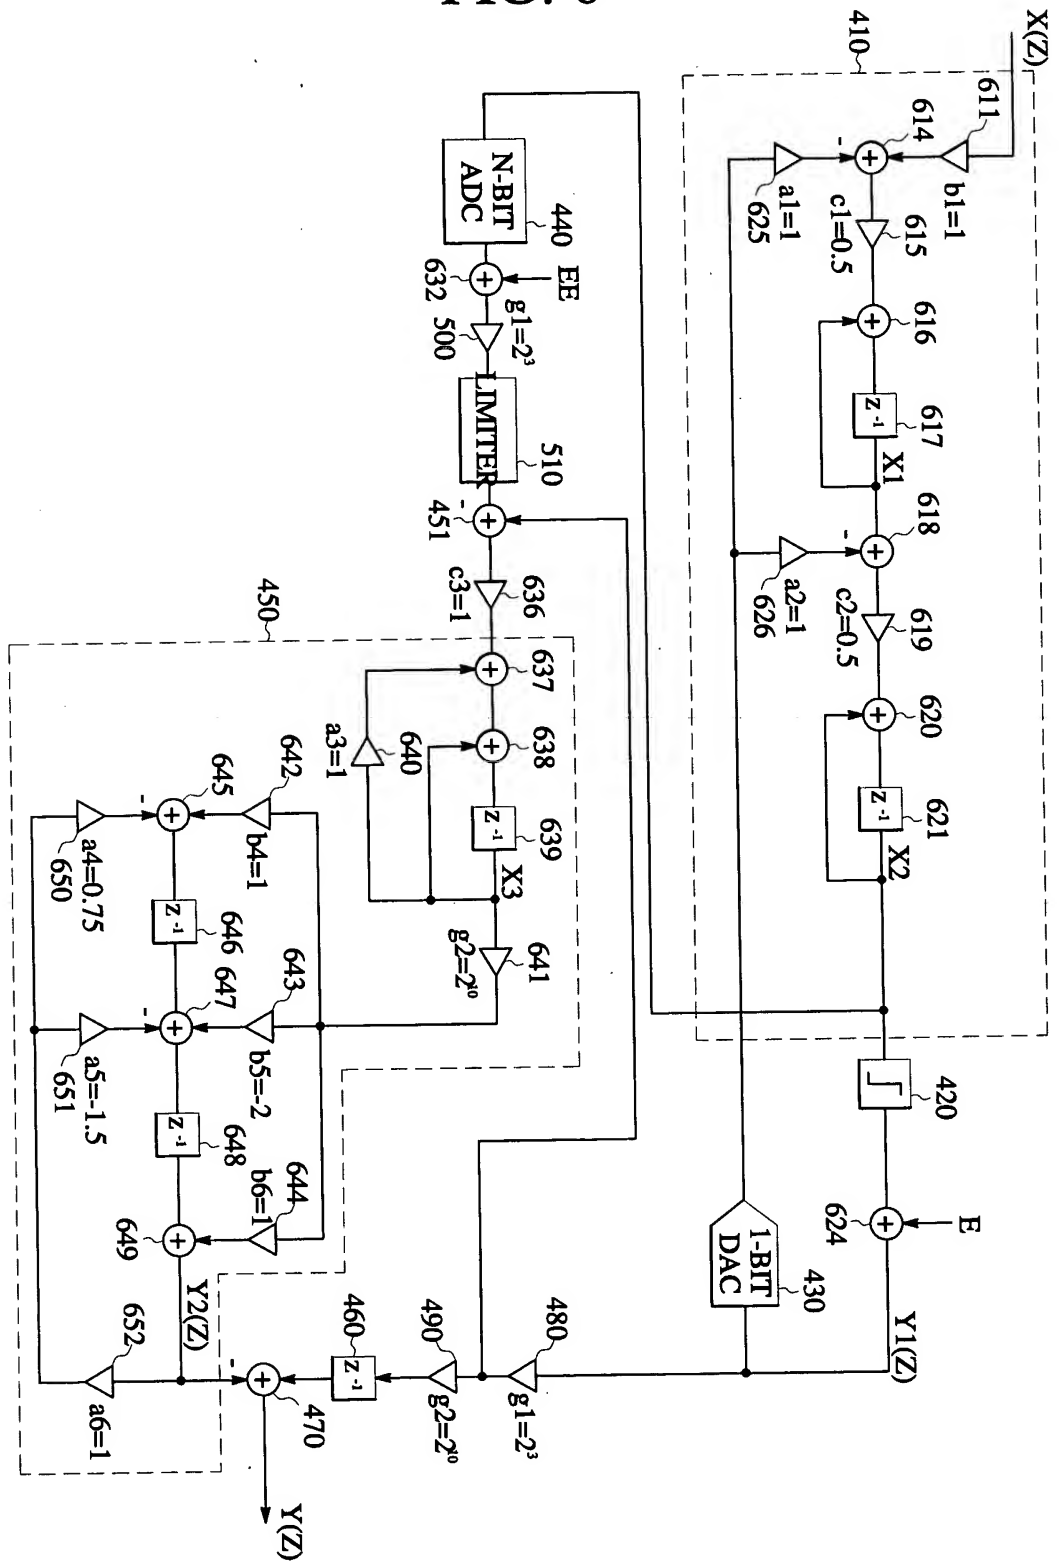 X(Z)
410
611
b1=1
614
-
+
a1=1
625
615
c1=0.5
616
+
617
z⁻¹
X1
618
-
+
a2=1
626
619
c2=0.5
620
+
621
z⁻¹
X2
420
E
624
+
Y1(Z)
1-BIT
DAC
430
N-BIT
ADC
440
EE
632
+
g1=2³
500
LIMITER
510
-
451
+
636
c3=1
450
637
+
638
+
640
a3=1
639
z⁻¹
X3
641
g2=2¹⁰
642
b4=1
645
-
+
a4=0.75
650
646
z⁻¹
643
b5=-2
647
-
+
a5=-1.5
651
648
z⁻¹
644
b6=1
649
+
Y2(Z)
652
a6=1
480
g1=2³
490
g2=2¹⁰
460
z⁻¹
-
+
470
Y(Z)